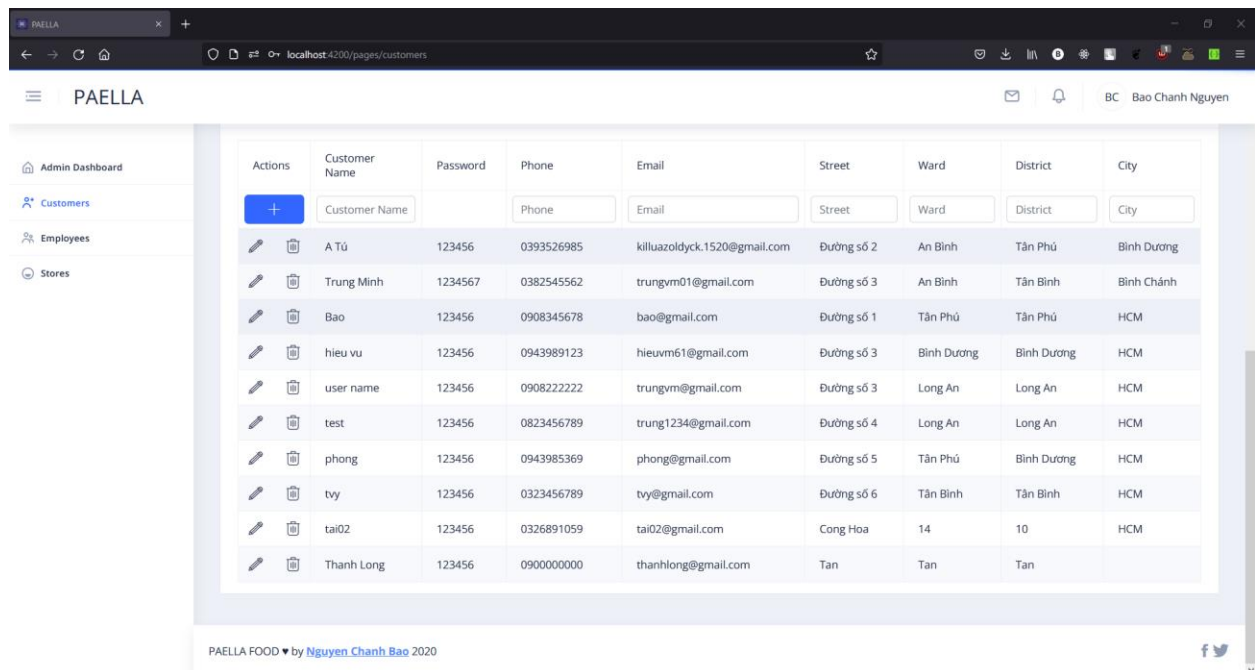 PAELLA
localhost:4200/pages/customers
PAELLA
BC Bao Chanh Nguyen
Admin Dashboard
Customers
Employees
Stores
Actions Customer Name Password Phone Email Street Ward District City
Customer Name Phone Email Street Ward District City
A Tú 123456 0393526985 killuazoldyck.1520@gmail.com Đường số 2 An Bình Tân Phú Bình Dương
Trung Minh 1234567 0382545562 trungvm01@gmail.com Đường số 3 An Bình Tân Bình Bình Chánh
Bao 123456 0908345678 bao@gmail.com Đường số 1 Tân Phú Tân Phú HCM
hieu vu 123456 0943989123 hieuvm61@gmail.com Đường số 3 Bình Dương Bình Dương HCM
user name 123456 0908222222 trungvm@gmail.com Đường số 3 Long An Long An HCM
test 123456 0823456789 trung1234@gmail.com Đường số 4 Long An Long An HCM
phong 123456 0943985369 phong@gmail.com Đường số 5 Tân Phú Bình Dương HCM
tvy 123456 0323456789 tvy@gmail.com Đường số 6 Tân Bình Tân Bình HCM
tai02 123456 0326891059 tai02@gmail.com Cong Hoa 14 10 HCM
Thanh Long 123456 0900000000 thanhlong@gmail.com Tan Tan Tan
PAELLA FOOD ♥ by Nguyen Chanh Bao 2020